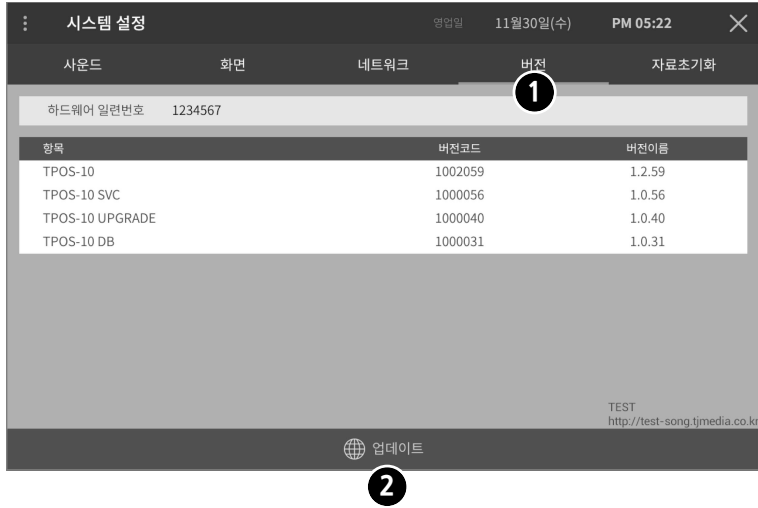 시스템 설정 영업일 11월30일(수) PM 05:22
사운드 화면 네트워크 버전 자료초기화
1
하드웨어 일련번호 1234567
항목 버전코드 버전이름
TPOS-10 1002059 1.2.59
TPOS-10 SVC 1000056 1.0.56
TPOS-10 UPGRADE 1000040 1.0.40
TPOS-10 DB 1000031 1.0.31
TEST
http://test-song.tjmedia.co.kr
업데이트
2